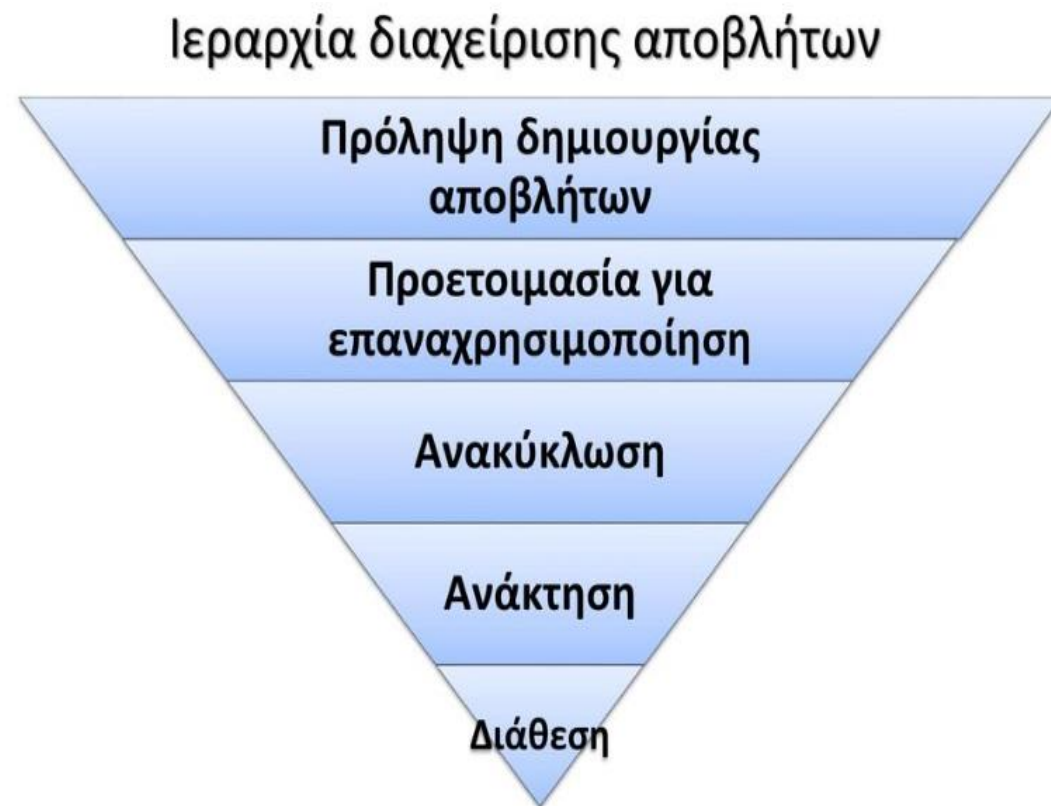 Ιεραρχία διαχείρισης αποβλήτων
Πρόληψη δημιουργίας
αποβλήτων
Προετοιμασία για
επαναχρησιμοποίηση
Ανακύκλωση
Ανάκτηση
Διάθεση